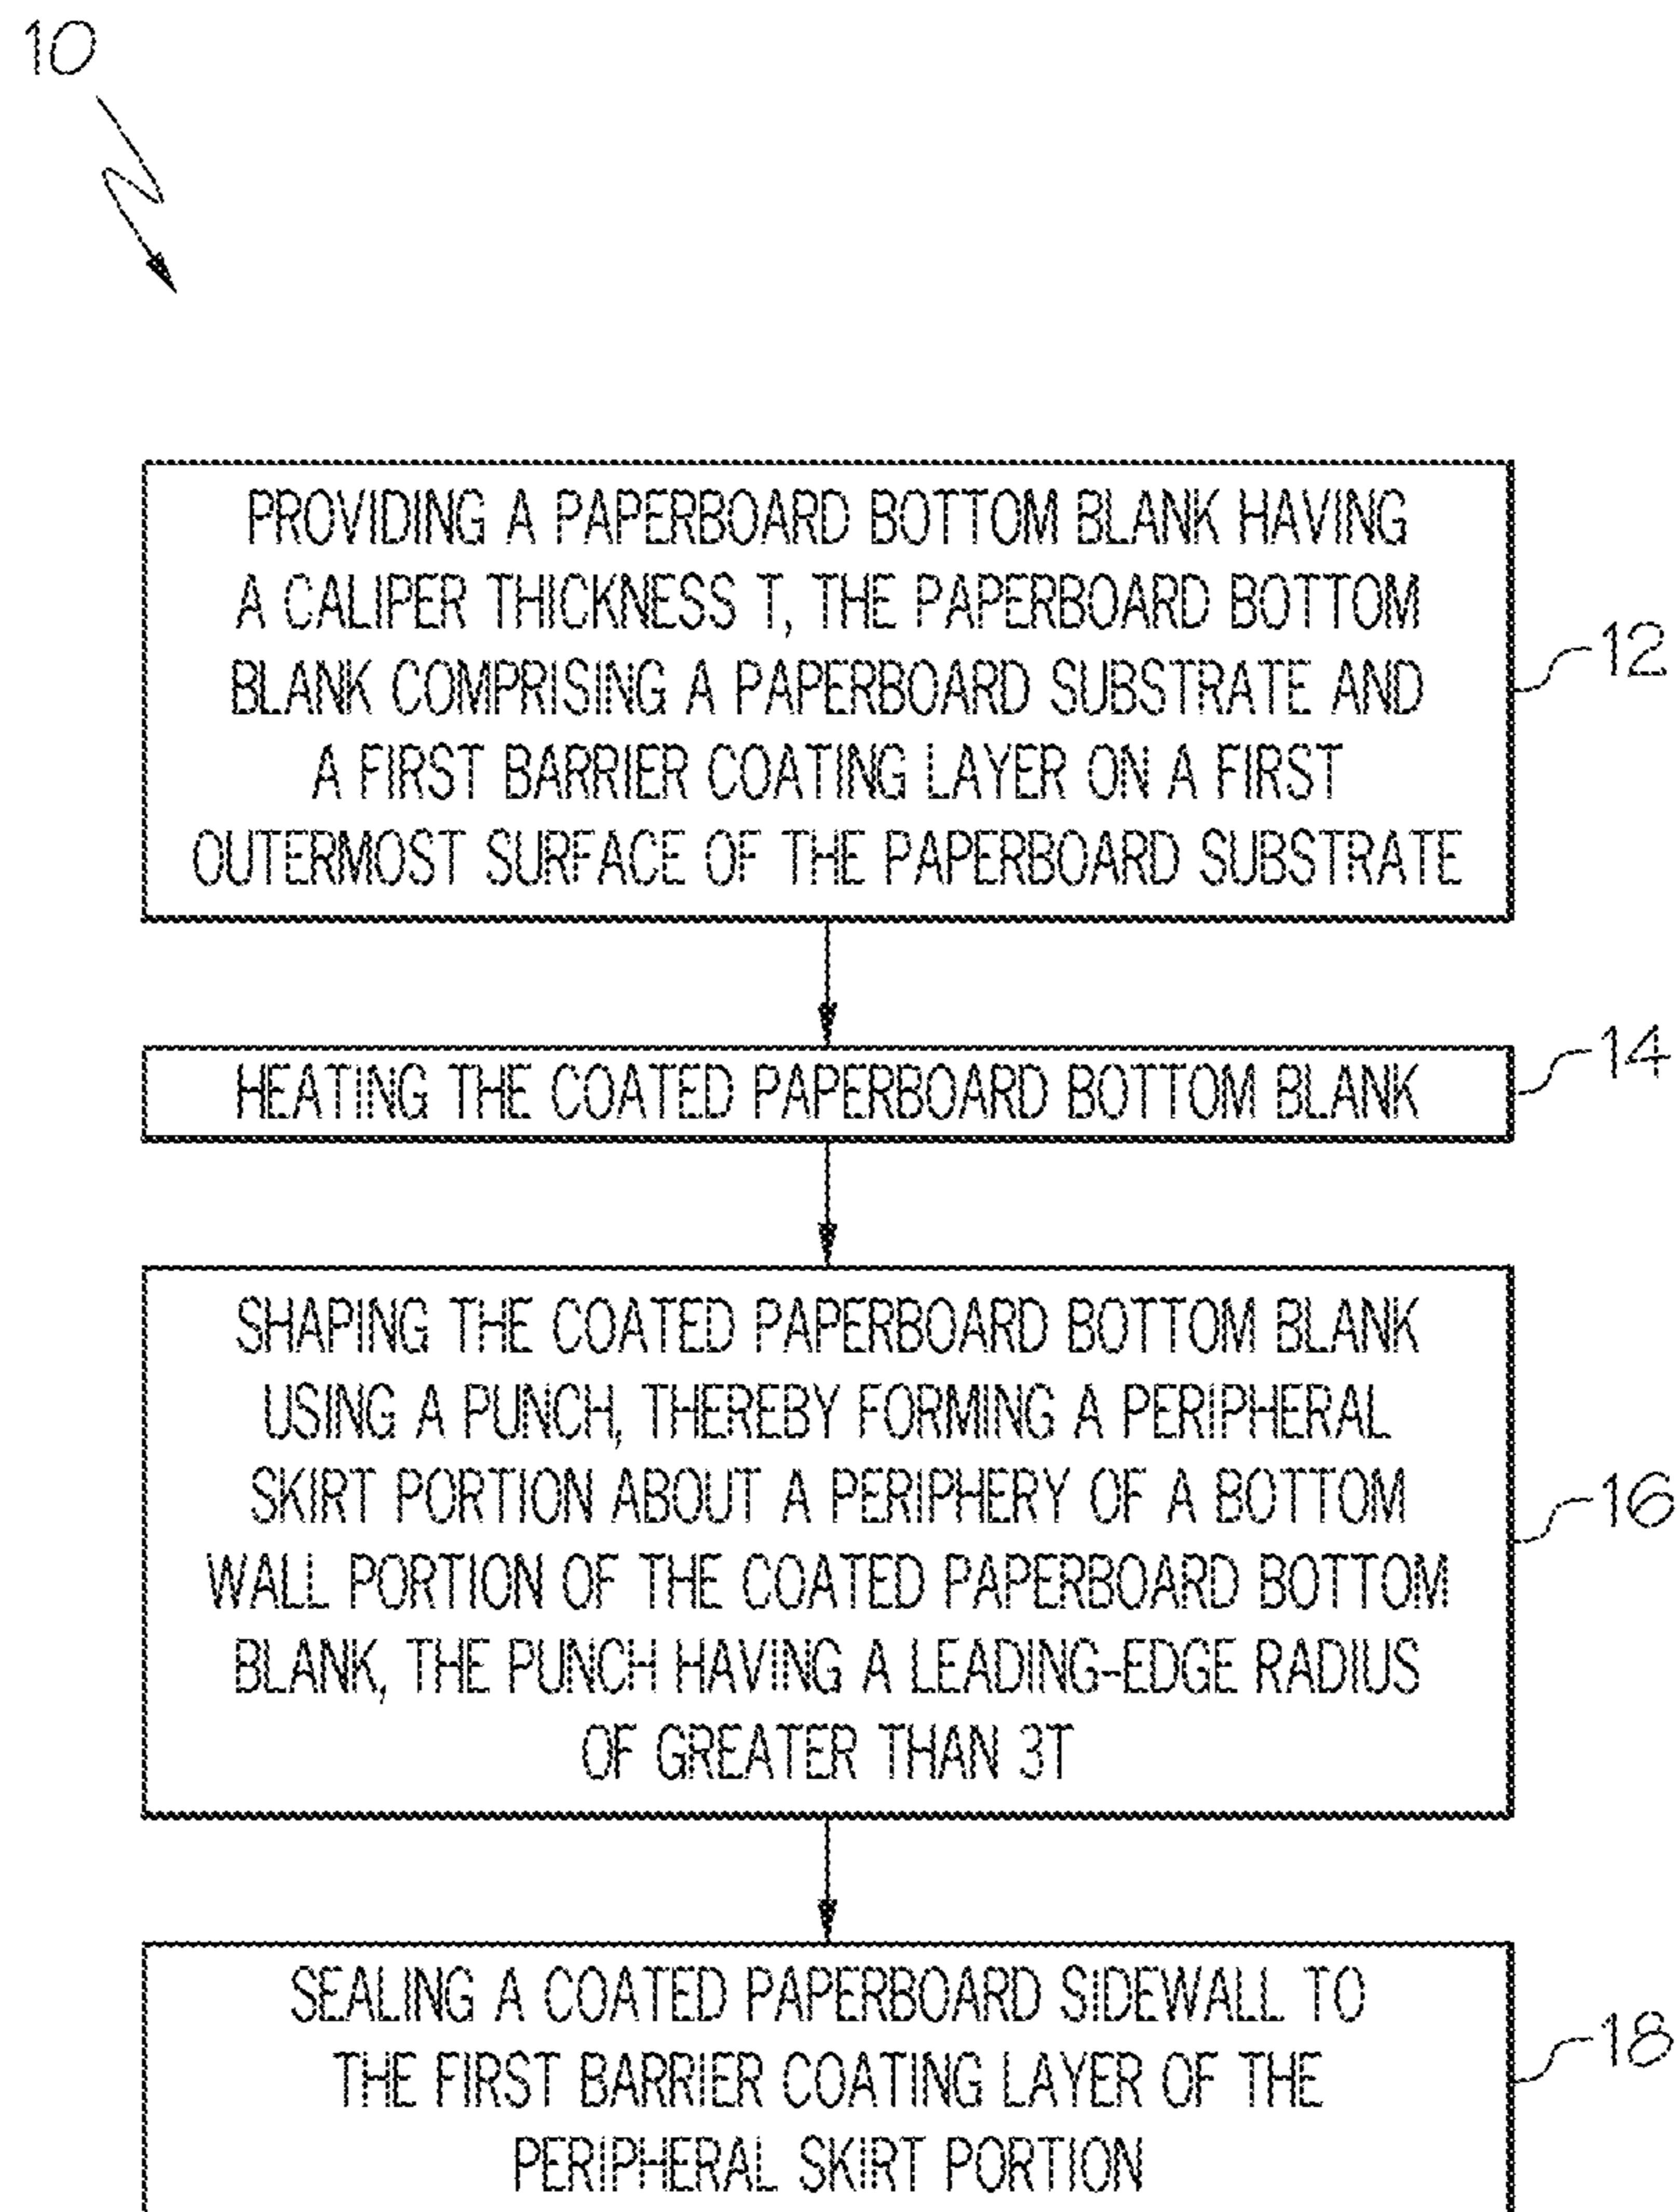 10
PROVIDING A PAPERBOARD BOTTOM BLANK HAVING
A CALIPER THICKNESS T, THE PAPERBOARD BOTTOM
BLANK COMPRISING A PAPERBOARD SUBSTRATE AND
A FIRST BARRIER COATING LAYER ON A FIRST
OUTERMOST SURFACE OF THE PAPERBOARD SUBSTRATE
12
HEATING THE COATED PAPERBOARD BOTTOM BLANK
14
SHAPING THE COATED PAPERBOARD BOTTOM BLANK
USING A PUNCH, THEREBY FORMING A PERIPHERAL
SKIRT PORTION ABOUT A PERIPHERY OF A BOTTOM
WALL PORTION OF THE COATED PAPERBOARD BOTTOM
BLANK, THE PUNCH HAVING A LEADING-EDGE RADIUS
OF GREATER THAN 3T
16
SEALING A COATED PAPERBOARD SIDEWALL TO
THE FIRST BARRIER COATING LAYER OF THE
PERIPHERAL SKIRT PORTION
18